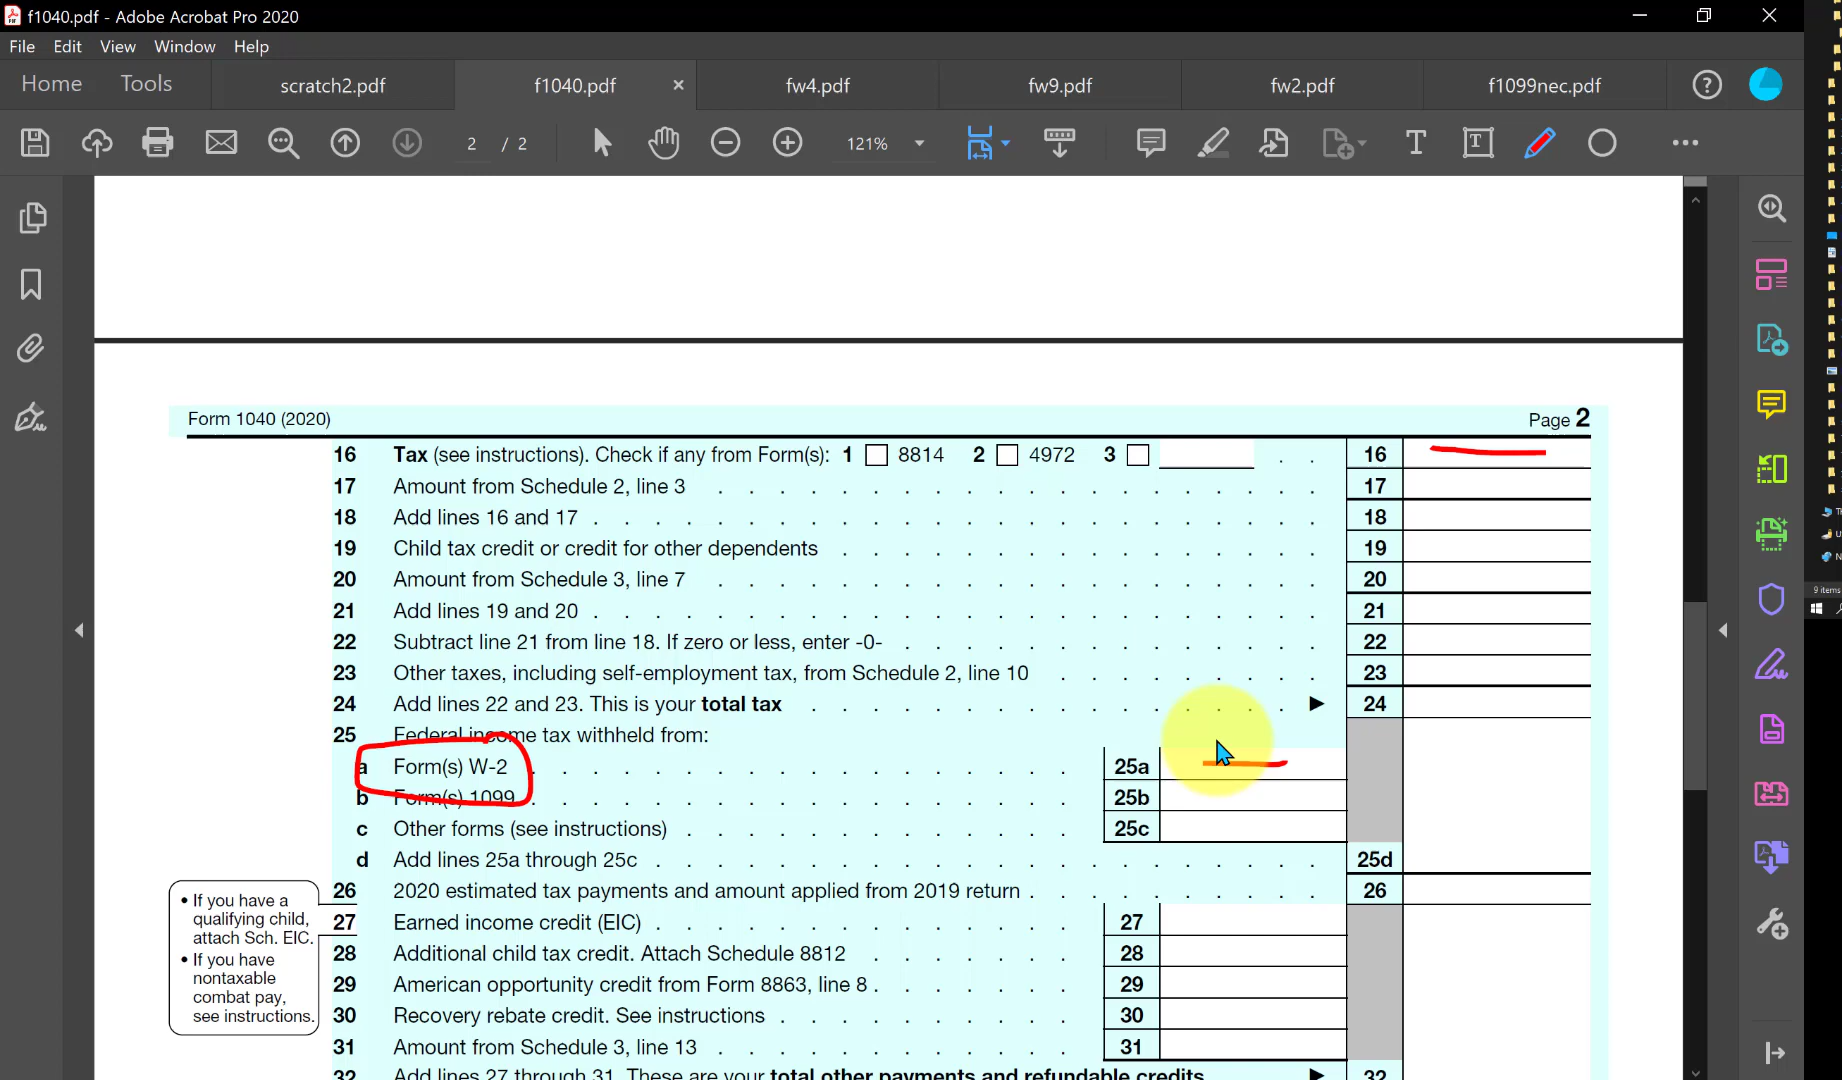 f1040.pdf - Adobe Acrobat Pro 2020
File Edit View Window Help
Home Tools scratch2.pdf f1040.pdf × fw4.pdf fw9.pdf fw2.pdf f1099nec.pdf
2 / 2 121%
Form 1040 (2020) Page 2
16 Tax (see instructions). Check if any from Form(s): 1 8814 2 4972 3 . . 16
17 Amount from Schedule 2, line 3 17
18 Add lines 16 and 17 18
19 Child tax credit or credit for other dependents 19
20 Amount from Schedule 3, line 7 20
21 Add lines 19 and 20 21
22 Subtract line 21 from line 18. If zero or less, enter -0- 22
23 Other taxes, including self-employment tax, from Schedule 2, line 10 23
24 Add lines 22 and 23. This is your total tax ▶ 24
25 Federal income tax withheld from:
a Form(s) W-2 25a
b Form(s) 1099 25b
c Other forms (see instructions) 25c
d Add lines 25a through 25c 25d
26 2020 estimated tax payments and amount applied from 2019 return 26
• If you have a
qualifying child,
attach Sch. EIC.
• If you have
nontaxable
combat pay,
see instructions.
27 Earned income credit (EIC) 27
28 Additional child tax credit. Attach Schedule 8812 28
29 American opportunity credit from Form 8863, line 8 29
30 Recovery rebate credit. See instructions 30
31 Amount from Schedule 3, line 13 31
32 Add lines 27 through 31. These are your total other payments and refundable credits ▶ 32
9 items